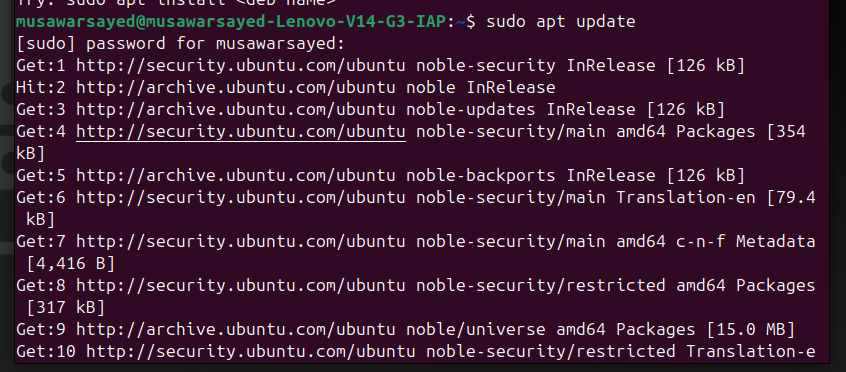 Try: sudo apt install <deb name>
musawarsayed@musawarsayed-Lenovo-V14-G3-IAP:~$ sudo apt update
[sudo] password for musawarsayed:
Get:1 http://security.ubuntu.com/ubuntu noble-security InRelease [126 kB]
Hit:2 http://archive.ubuntu.com/ubuntu noble InRelease
Get:3 http://archive.ubuntu.com/ubuntu noble-updates InRelease [126 kB]
Get:4 http://security.ubuntu.com/ubuntu noble-security/main amd64 Packages [354
kB]
Get:5 http://archive.ubuntu.com/ubuntu noble-backports InRelease [126 kB]
Get:6 http://security.ubuntu.com/ubuntu noble-security/main Translation-en [79.4
 kB]
Get:7 http://security.ubuntu.com/ubuntu noble-security/main amd64 c-n-f Metadata
 [4,416 B]
Get:8 http://security.ubuntu.com/ubuntu noble-security/restricted amd64 Packages
 [317 kB]
Get:9 http://archive.ubuntu.com/ubuntu noble/universe amd64 Packages [15.0 MB]
Get:10 http://security.ubuntu.com/ubuntu noble-security/restricted Translation-e